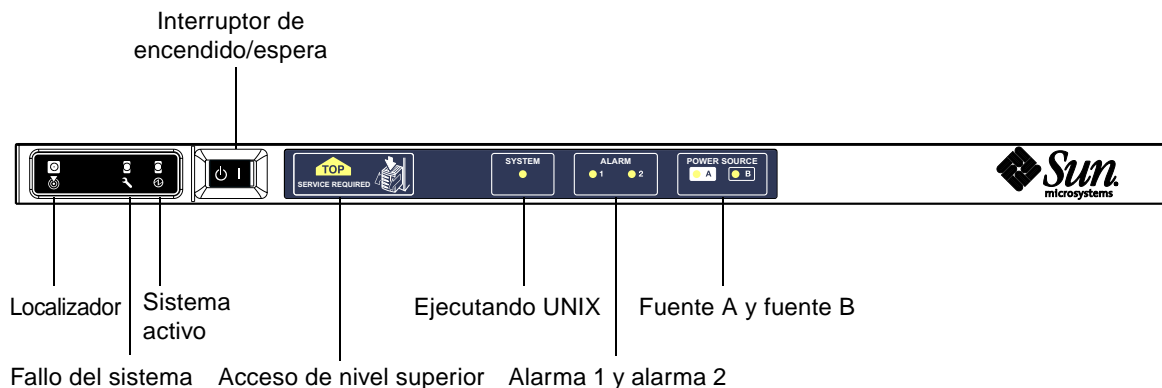 Interruptor de
encendido/espera
TOP
SERVICE REQUIRED
SYSTEM
ALARM
1
2
POWER SOURCE
A
B
Sun.
microsystems
Localizador
Sistema
activo
Ejecutando UNIX
Fuente A y fuente B
Fallo del sistema
Acceso de nivel superior
Alarma 1 y alarma 2